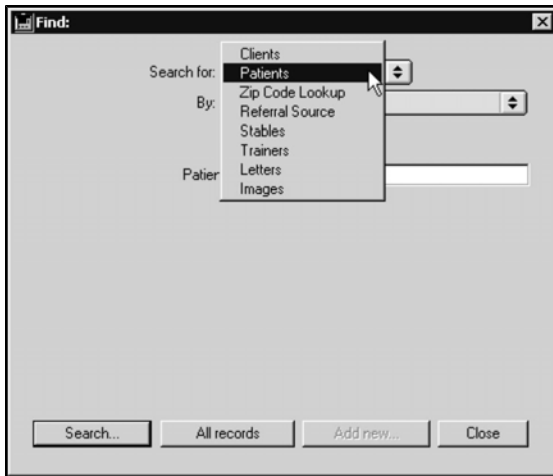 Find:
Clients
Search for: Patients
Zip Code Lookup
By:
Referral Source
Stables
Trainers
Patien Letters
Images
Search... All records Add new... Close